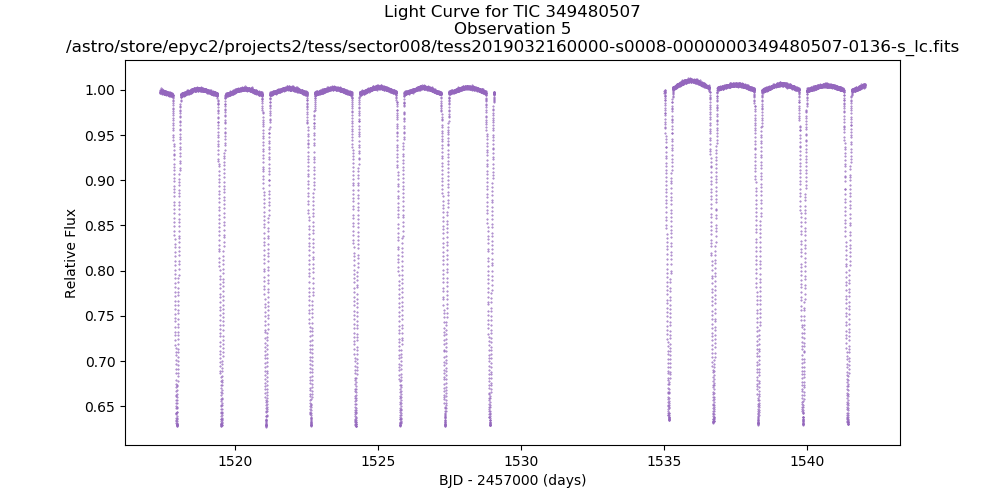 Light Curve for TIC 349480507
Observation 5
/astro/store/epyc2/projects2/tess/sector008/tess2019032160000-s0008-0000000349480507-0136-s_lc.fits
1.00
0.95
0.90
0.85
0.80
0.75
0.70
0.65
Relative Flux
1520
1525
1530
1535
1540
BJD - 2457000 (days)